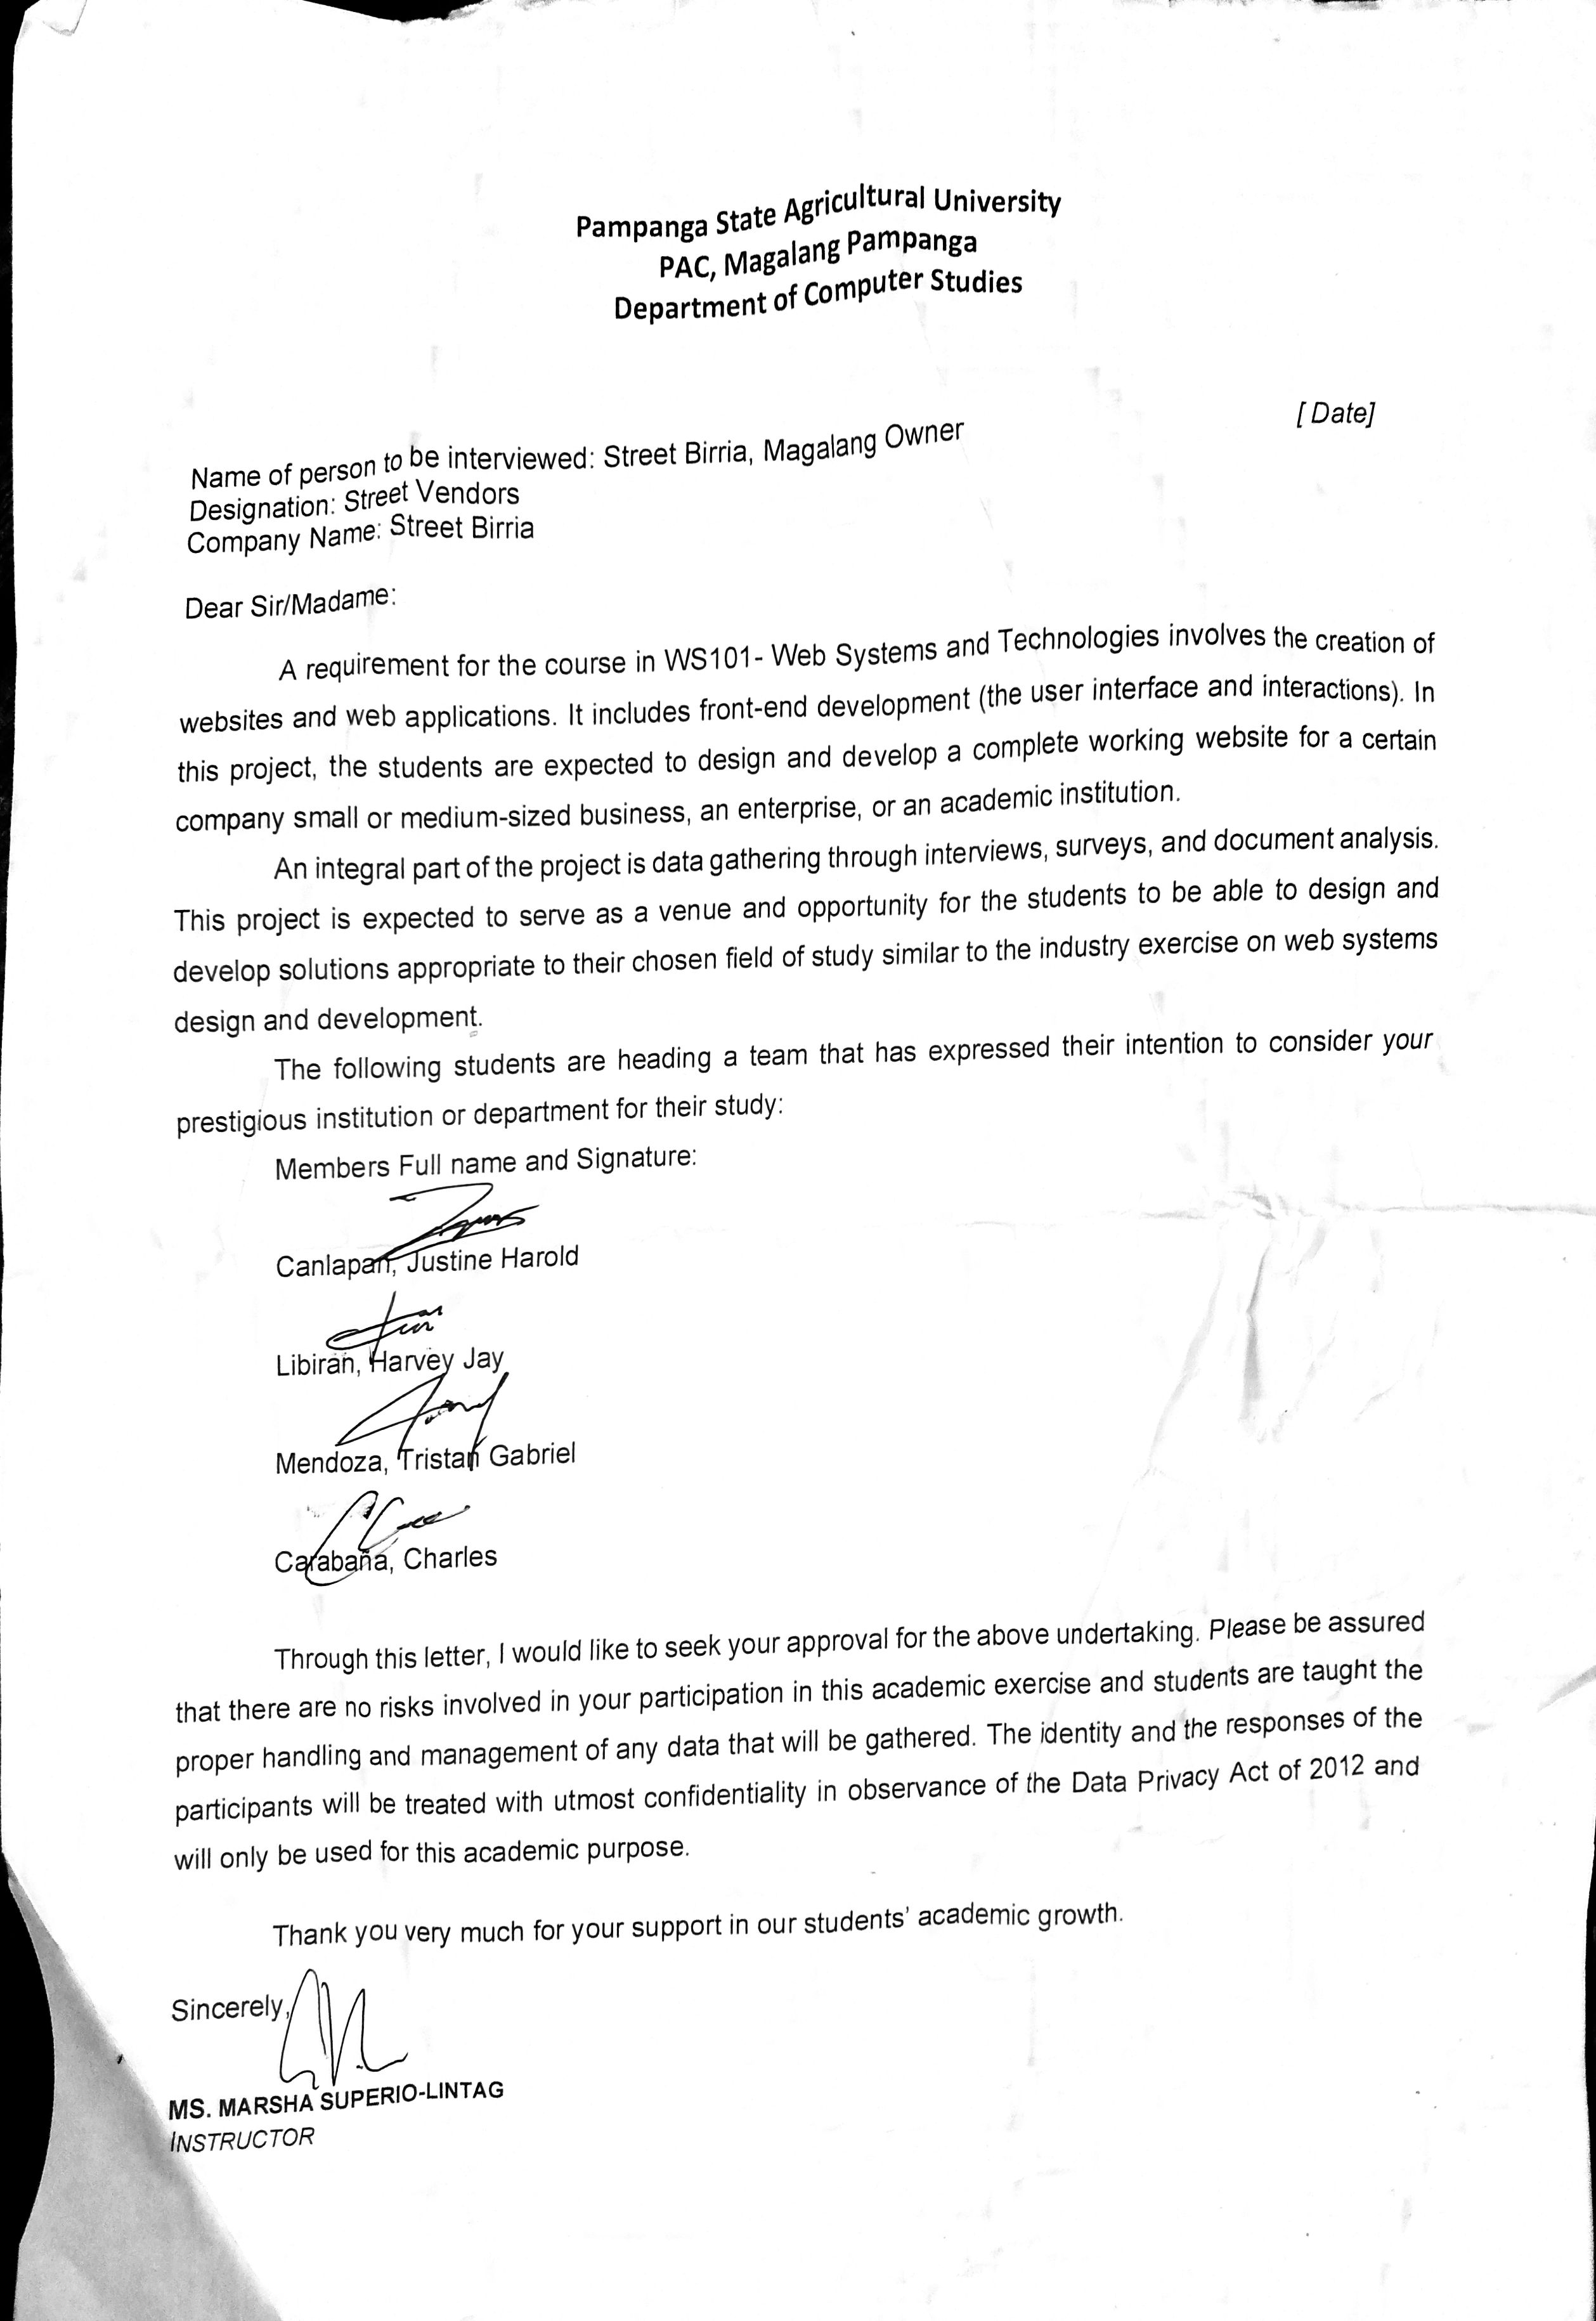 Pampanga State Agricultural University
PAC, Magalang Pampanga
Department of Computer Studies
[ Date]
Name of person to be interviewed: Street Birria, Magalang Owner
Designation: Street Vendors
Company Name: Street Birria
Dear Sir/Madame:
A requirement for the course in WS101- Web Systems and Technologies involves the creation of
websites and web applications. It includes front-end development (the user interface and interactions). In
this project, the students are expected to design and develop a complete working website for a certain
company small or medium-sized business, an enterprise, or an academic institution.
An integral part of the project is data gathering through interviews, surveys, and document analysis.
This project is expected to serve as a venue and opportunity for the students to be able to design and
develop solutions appropriate to their chosen field of study similar to the industry exercise on web systems
design and development.
The following students are heading a team that has expressed their intention to consider your
prestigious institution or department for their study:
Members Full name and Signature:
Canlapan, Justine Harold
Libiran, Harvey Jay
Mendoza, Tristan Gabriel
Carabaña, Charles
Through this letter, I would like to seek your approval for the above undertaking. Please be assured
that there are no risks involved in your participation in this academic exercise and students are taught the
proper handling and management of any data that will be gathered. The identity and the responses of the
participants will be treated with utmost confidentiality in observance of the Data Privacy Act of 2012 and
will only be used for this academic purpose.
Thank you very much for your support in our students' academic growth.
Sincerely,
MS. MARSHA SUPERIO-LINTAG
INSTRUCTOR